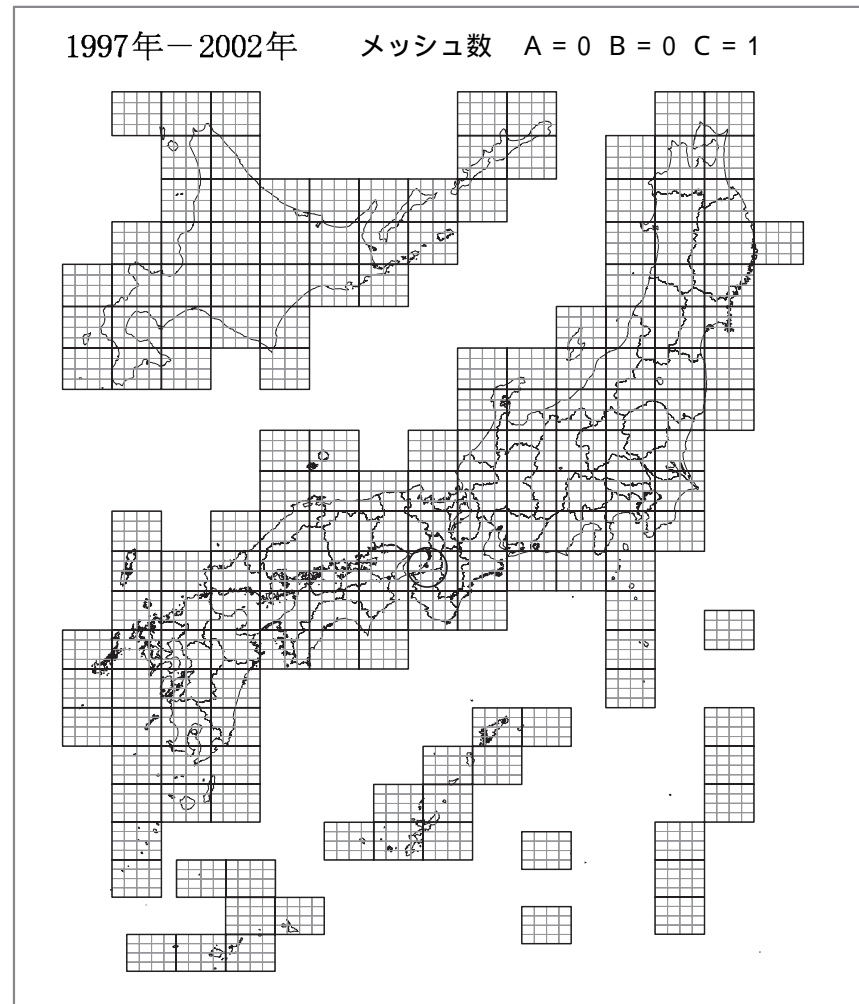 1997年－2002年 メッシュ数 A = 0 B = 0 C = 1